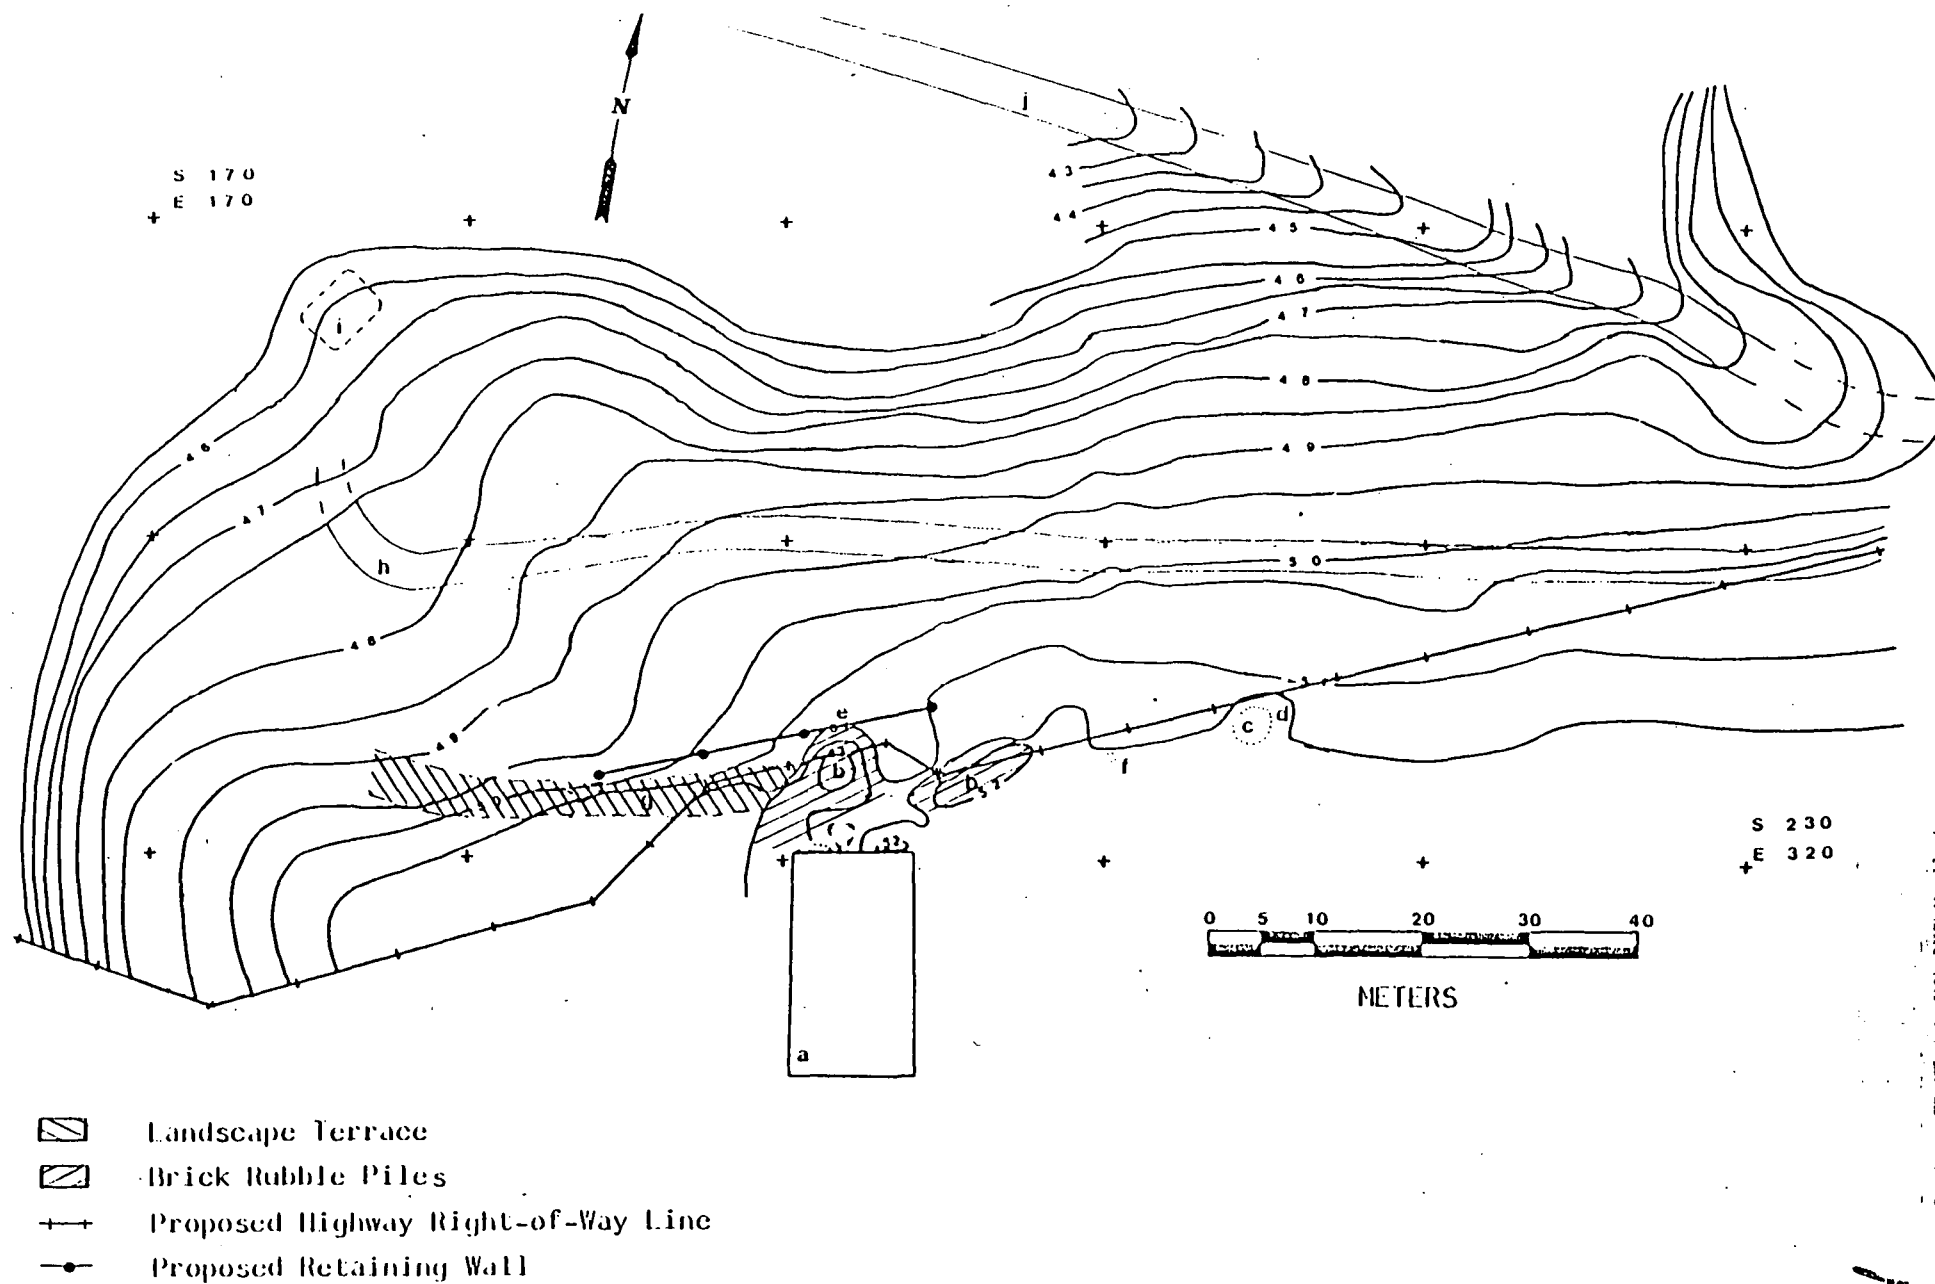 N
j
S 170
E 170
43
44
45
46
47
48
49
50
i
46
47
h
48
49
e
b
b
52
c
d
f
a
S 230
E 320
0 5 10 20 30 40
METERS
Landscape Terrace
Brick Rubble Piles
Proposed Highway Right-of-Way Line
Proposed Retaining Wall